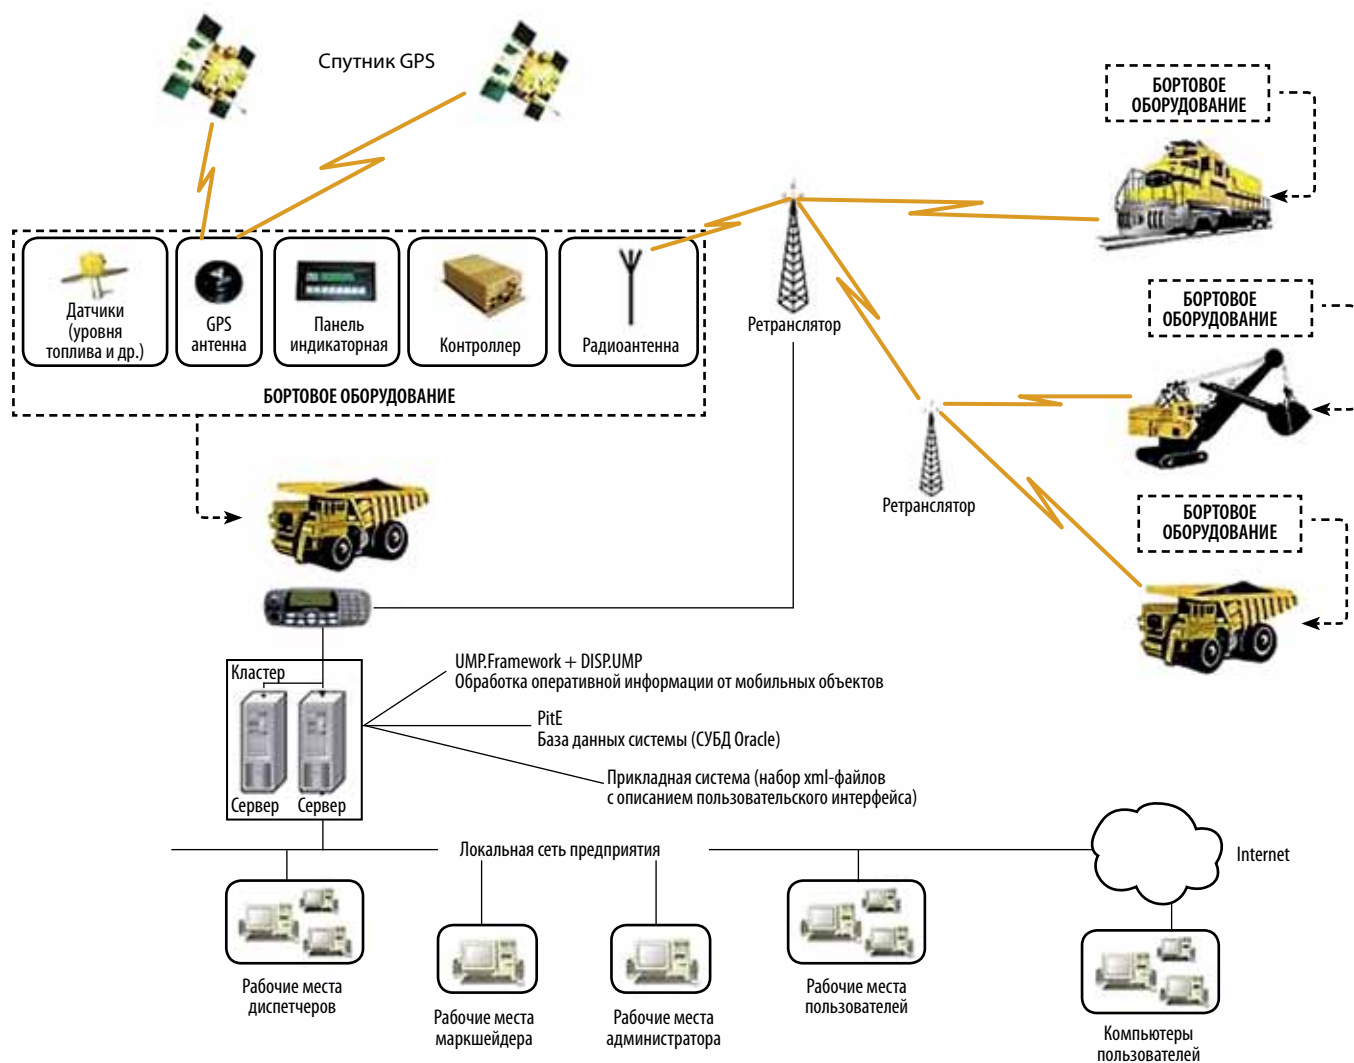 Спутник GPS
БОРТОВОЕ
ОБОРУДОВАНИЕ
Датчики
(уровня
топлива и др.)
GPS
антенна
Панель
индикаторная
Контроллер
Радиоантенна
БОРТОВОЕ ОБОРУДОВАНИЕ
Ретранслятор
БОРТОВОЕ
ОБОРУДОВАНИЕ
Ретранслятор
БОРТОВОЕ
ОБОРУДОВАНИЕ
Кластер
Сервер
Сервер
UMP.Framework + DISP.UMP
Обработка оперативной информации от мобильных объектов
PitE
База данных системы (СУБД Oracle)
Прикладная система (набор xml-файлов
с описанием пользовательского интерфейса)
Локальная сеть предприятия
Internet
Рабочие места
диспетчеров
Рабочие места
маркшейдера
Рабочие места
администратора
Рабочие места
пользователей
Компьютеры
пользователей